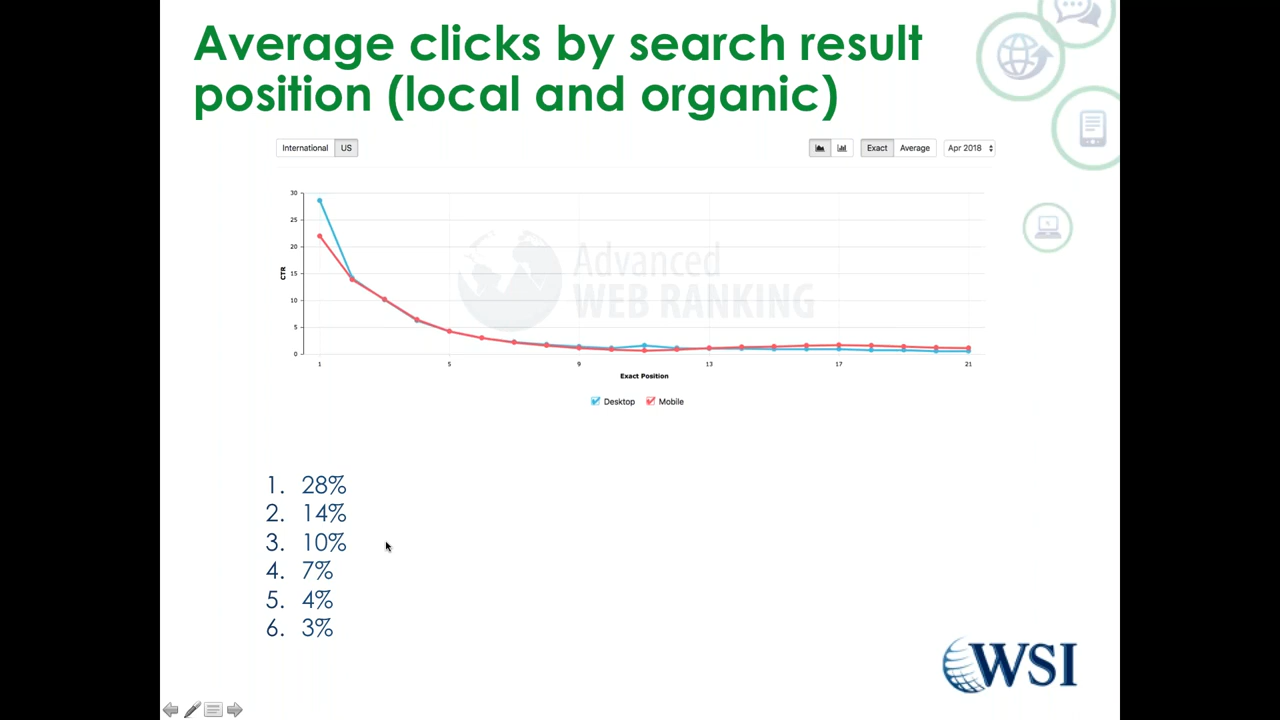 Average clicks by search result
position (local and organic)
International US
Exact Average Apr 2018
30
25
20
15
10
5
0
CTR
Advanced
WEB RANKING
1 5 9 13 17 21
Exact Position
Desktop Mobile
1. 28%
2. 14%
3. 10%
4. 7%
5. 4%
6. 3%
WSI